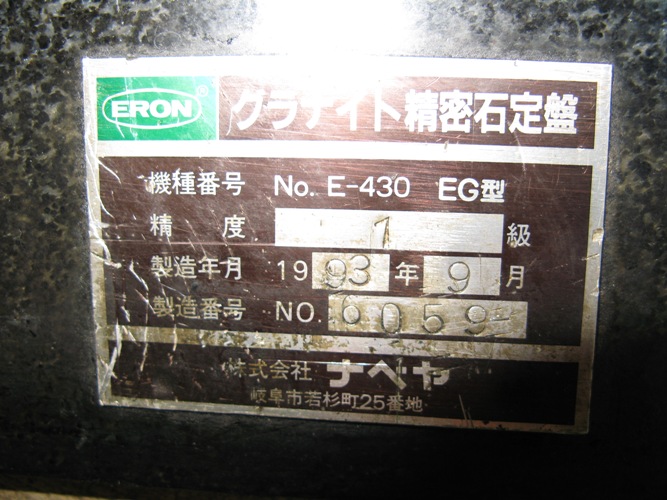 ERON® グラナイト精密石定盤
機種番号 No. E-430 EG型
精度 1 級
製造年月 1993年 9月
製造番号 NO. 6059
株式会社 ナベヤ
岐阜市若杉町25番地